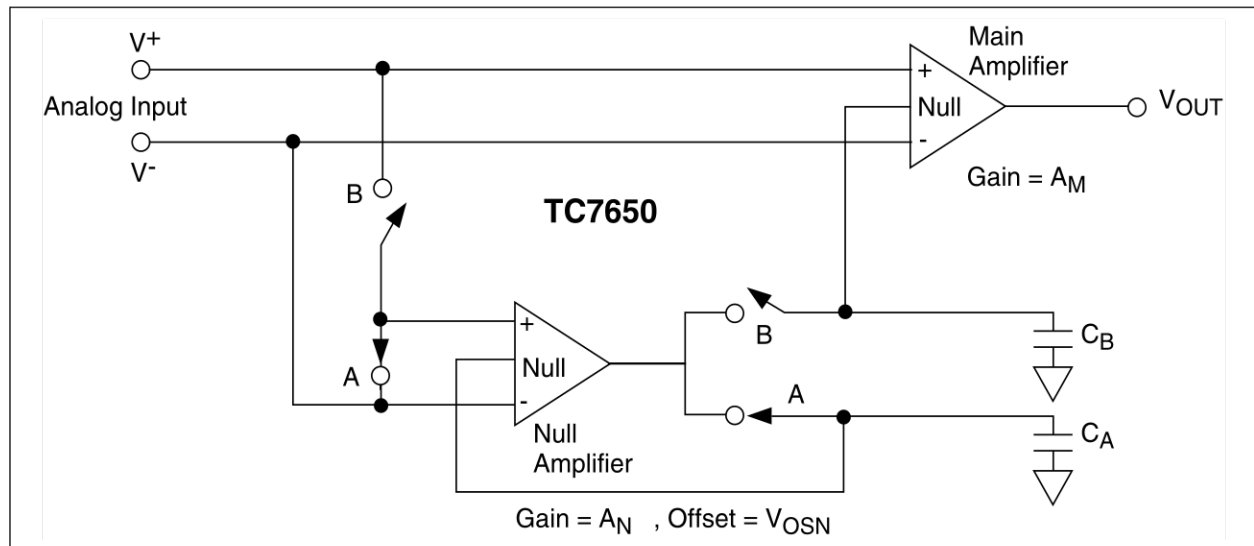 V+
Analog Input
V-
Main
Amplifier
+
Null
-
VOUT
Gain = AM
B
TC7650
A
+
Null
-
Null
Amplifier
B
A
CB
CA
Gain = AN , Offset = VOSN